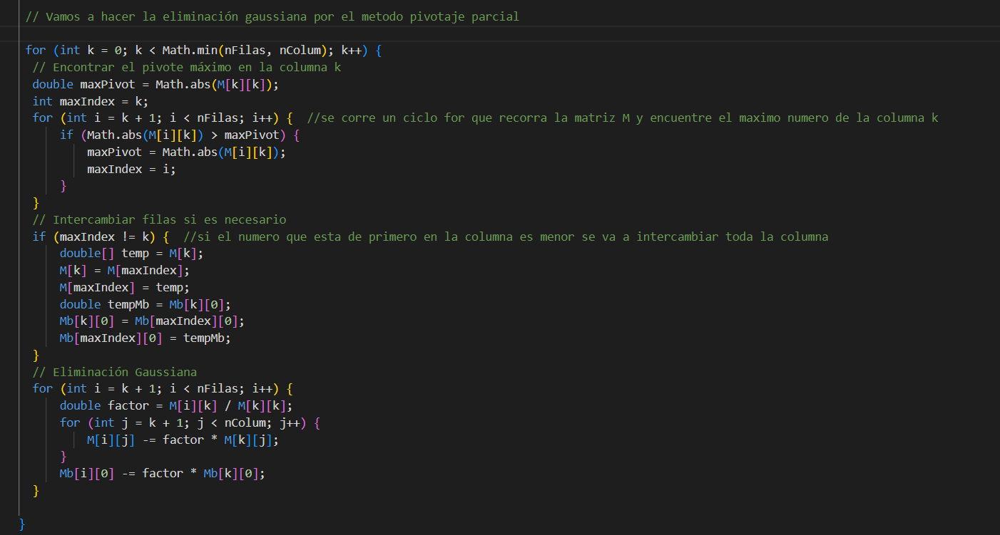 // Vamos a hacer la eliminación gaussiana por el metodo pivotaje parcial
for (int k = 0; k < Math.min(nFilas, nColum); k++) {
// Encontrar el pivote máximo en la columna k
double maxPivot = Math.abs(M[k][k]);
int maxIndex = k;
for (int i = k + 1; i < nFilas; i++) {  //se corre un ciclo for que recorra la matriz M y encuentre el maximo numero de la columna k
if (Math.abs(M[i][k]) > maxPivot) {
maxPivot = Math.abs(M[i][k]);
maxIndex = i;
}
}
// Intercambiar filas si es necesario
if (maxIndex != k) {  //si el numero que esta de primero en la columna es menor se va a intercambiar toda la columna
double[] temp = M[k];
M[k] = M[maxIndex];
M[maxIndex] = temp;
double tempMb = Mb[k][0];
Mb[k][0] = Mb[maxIndex][0];
Mb[maxIndex][0] = tempMb;
}
// Eliminación Gaussiana
for (int i = k + 1; i < nFilas; i++) {
double factor = M[i][k] / M[k][k];
for (int j = k + 1; j < nColum; j++) {
M[i][j] -= factor * M[k][j];
}
Mb[i][0] -= factor * Mb[k][0];
}
}